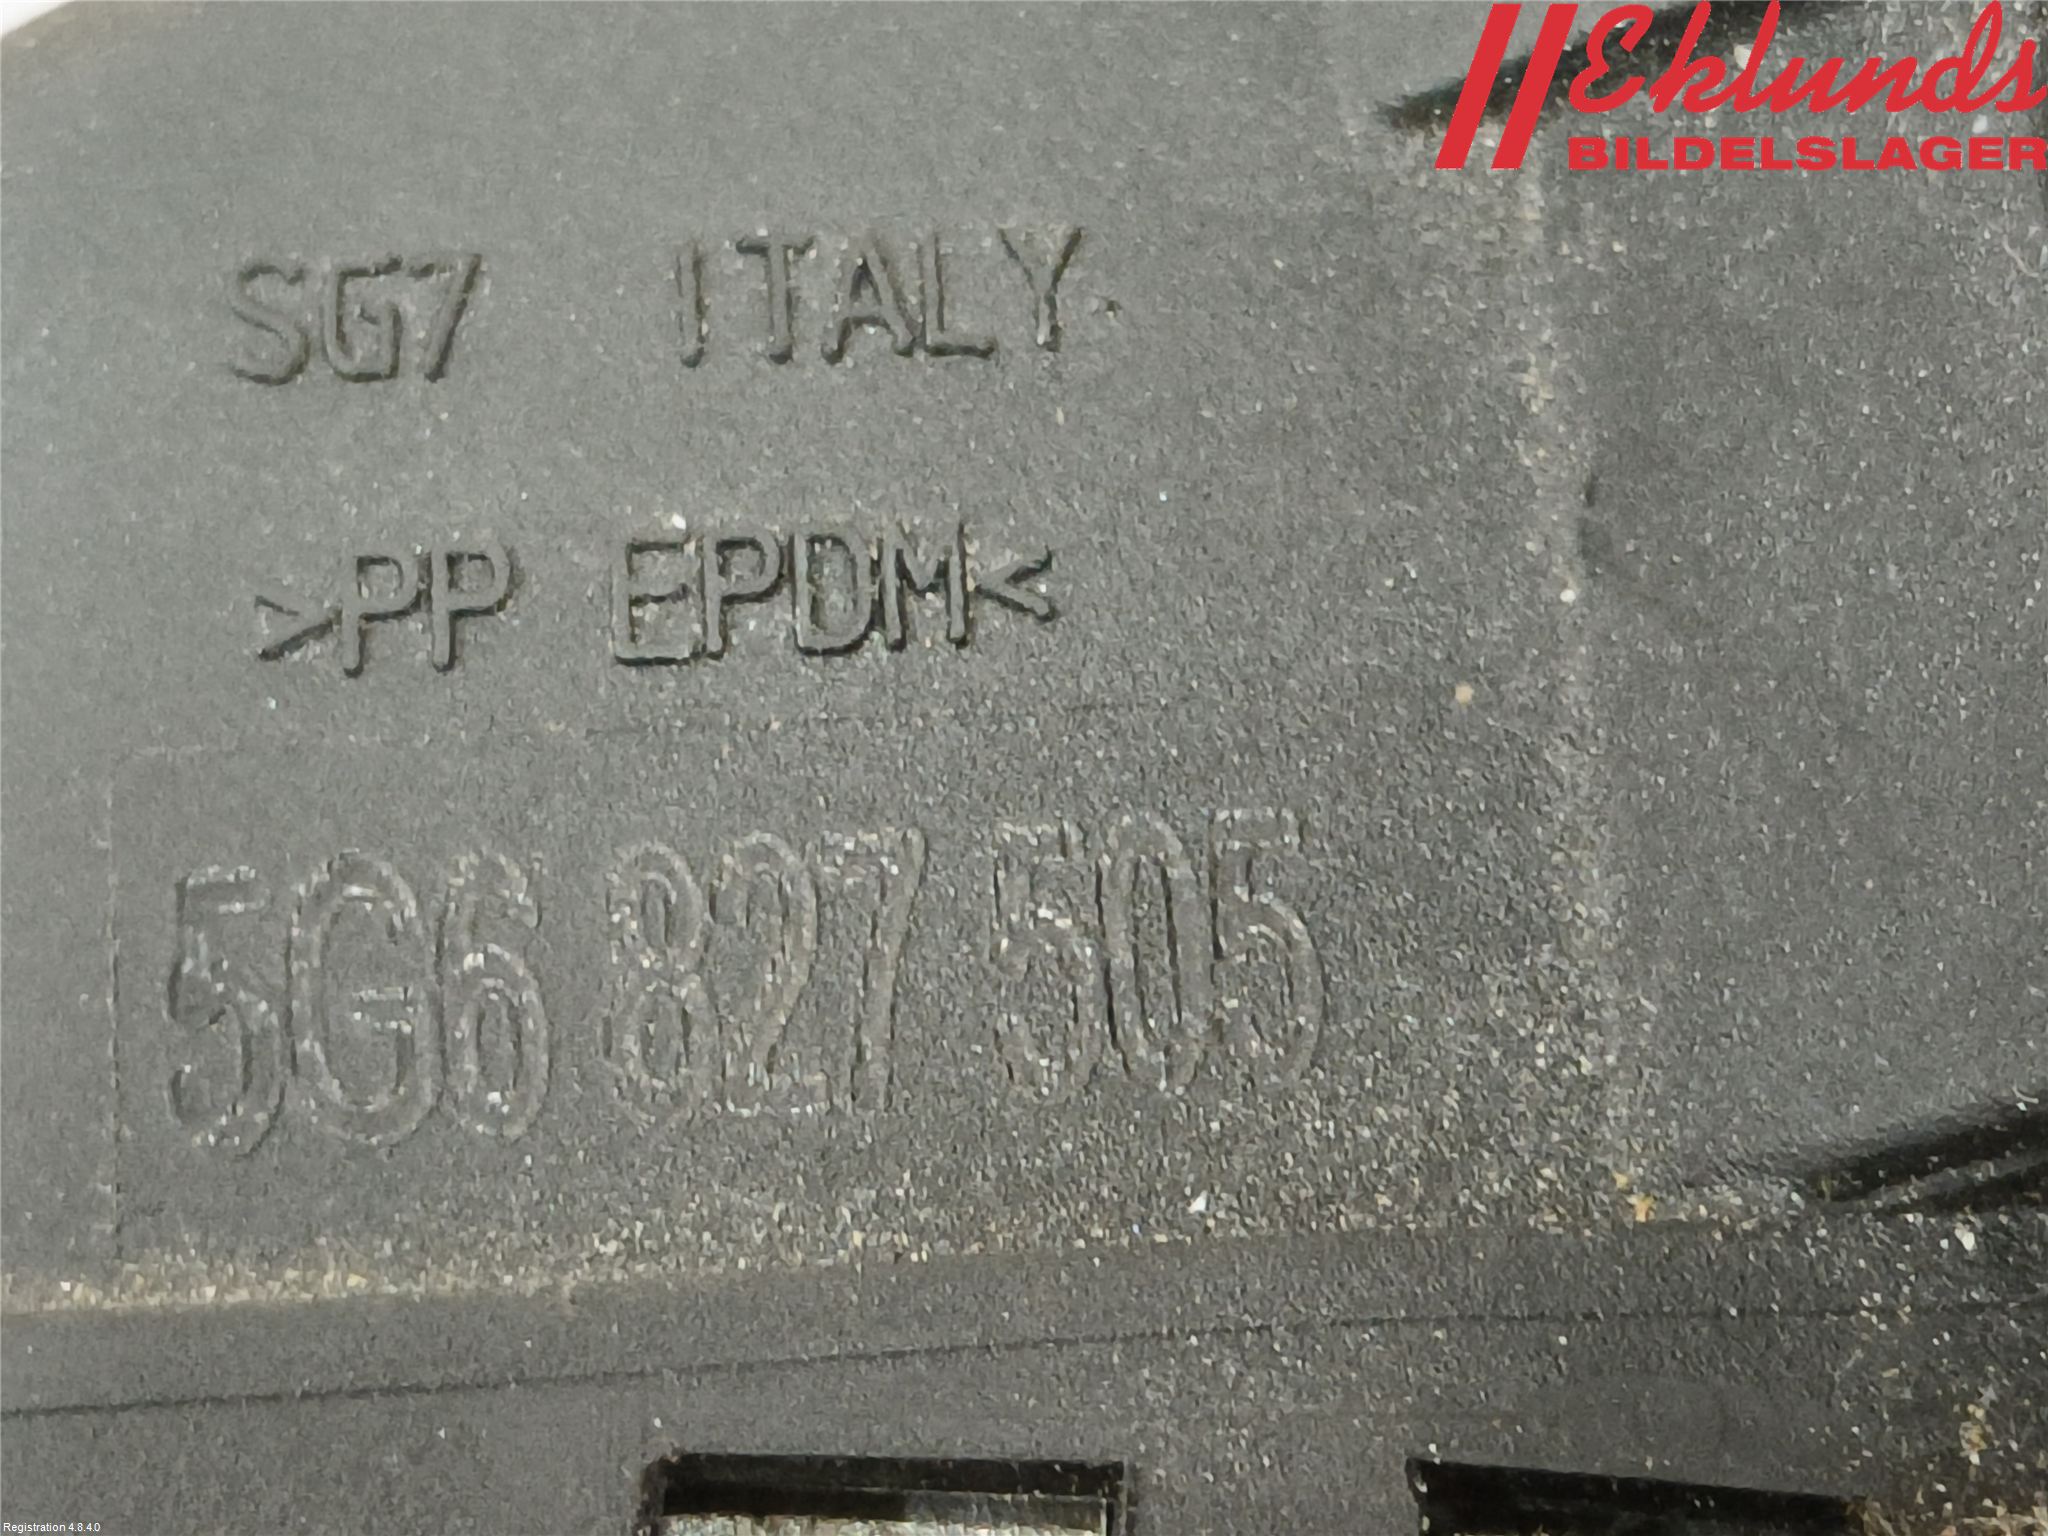 Eklunds
BILDELSLAGER
SG7 ITALY
>PP EPDM<
5G6 827 505
Registration 4.8.4.0